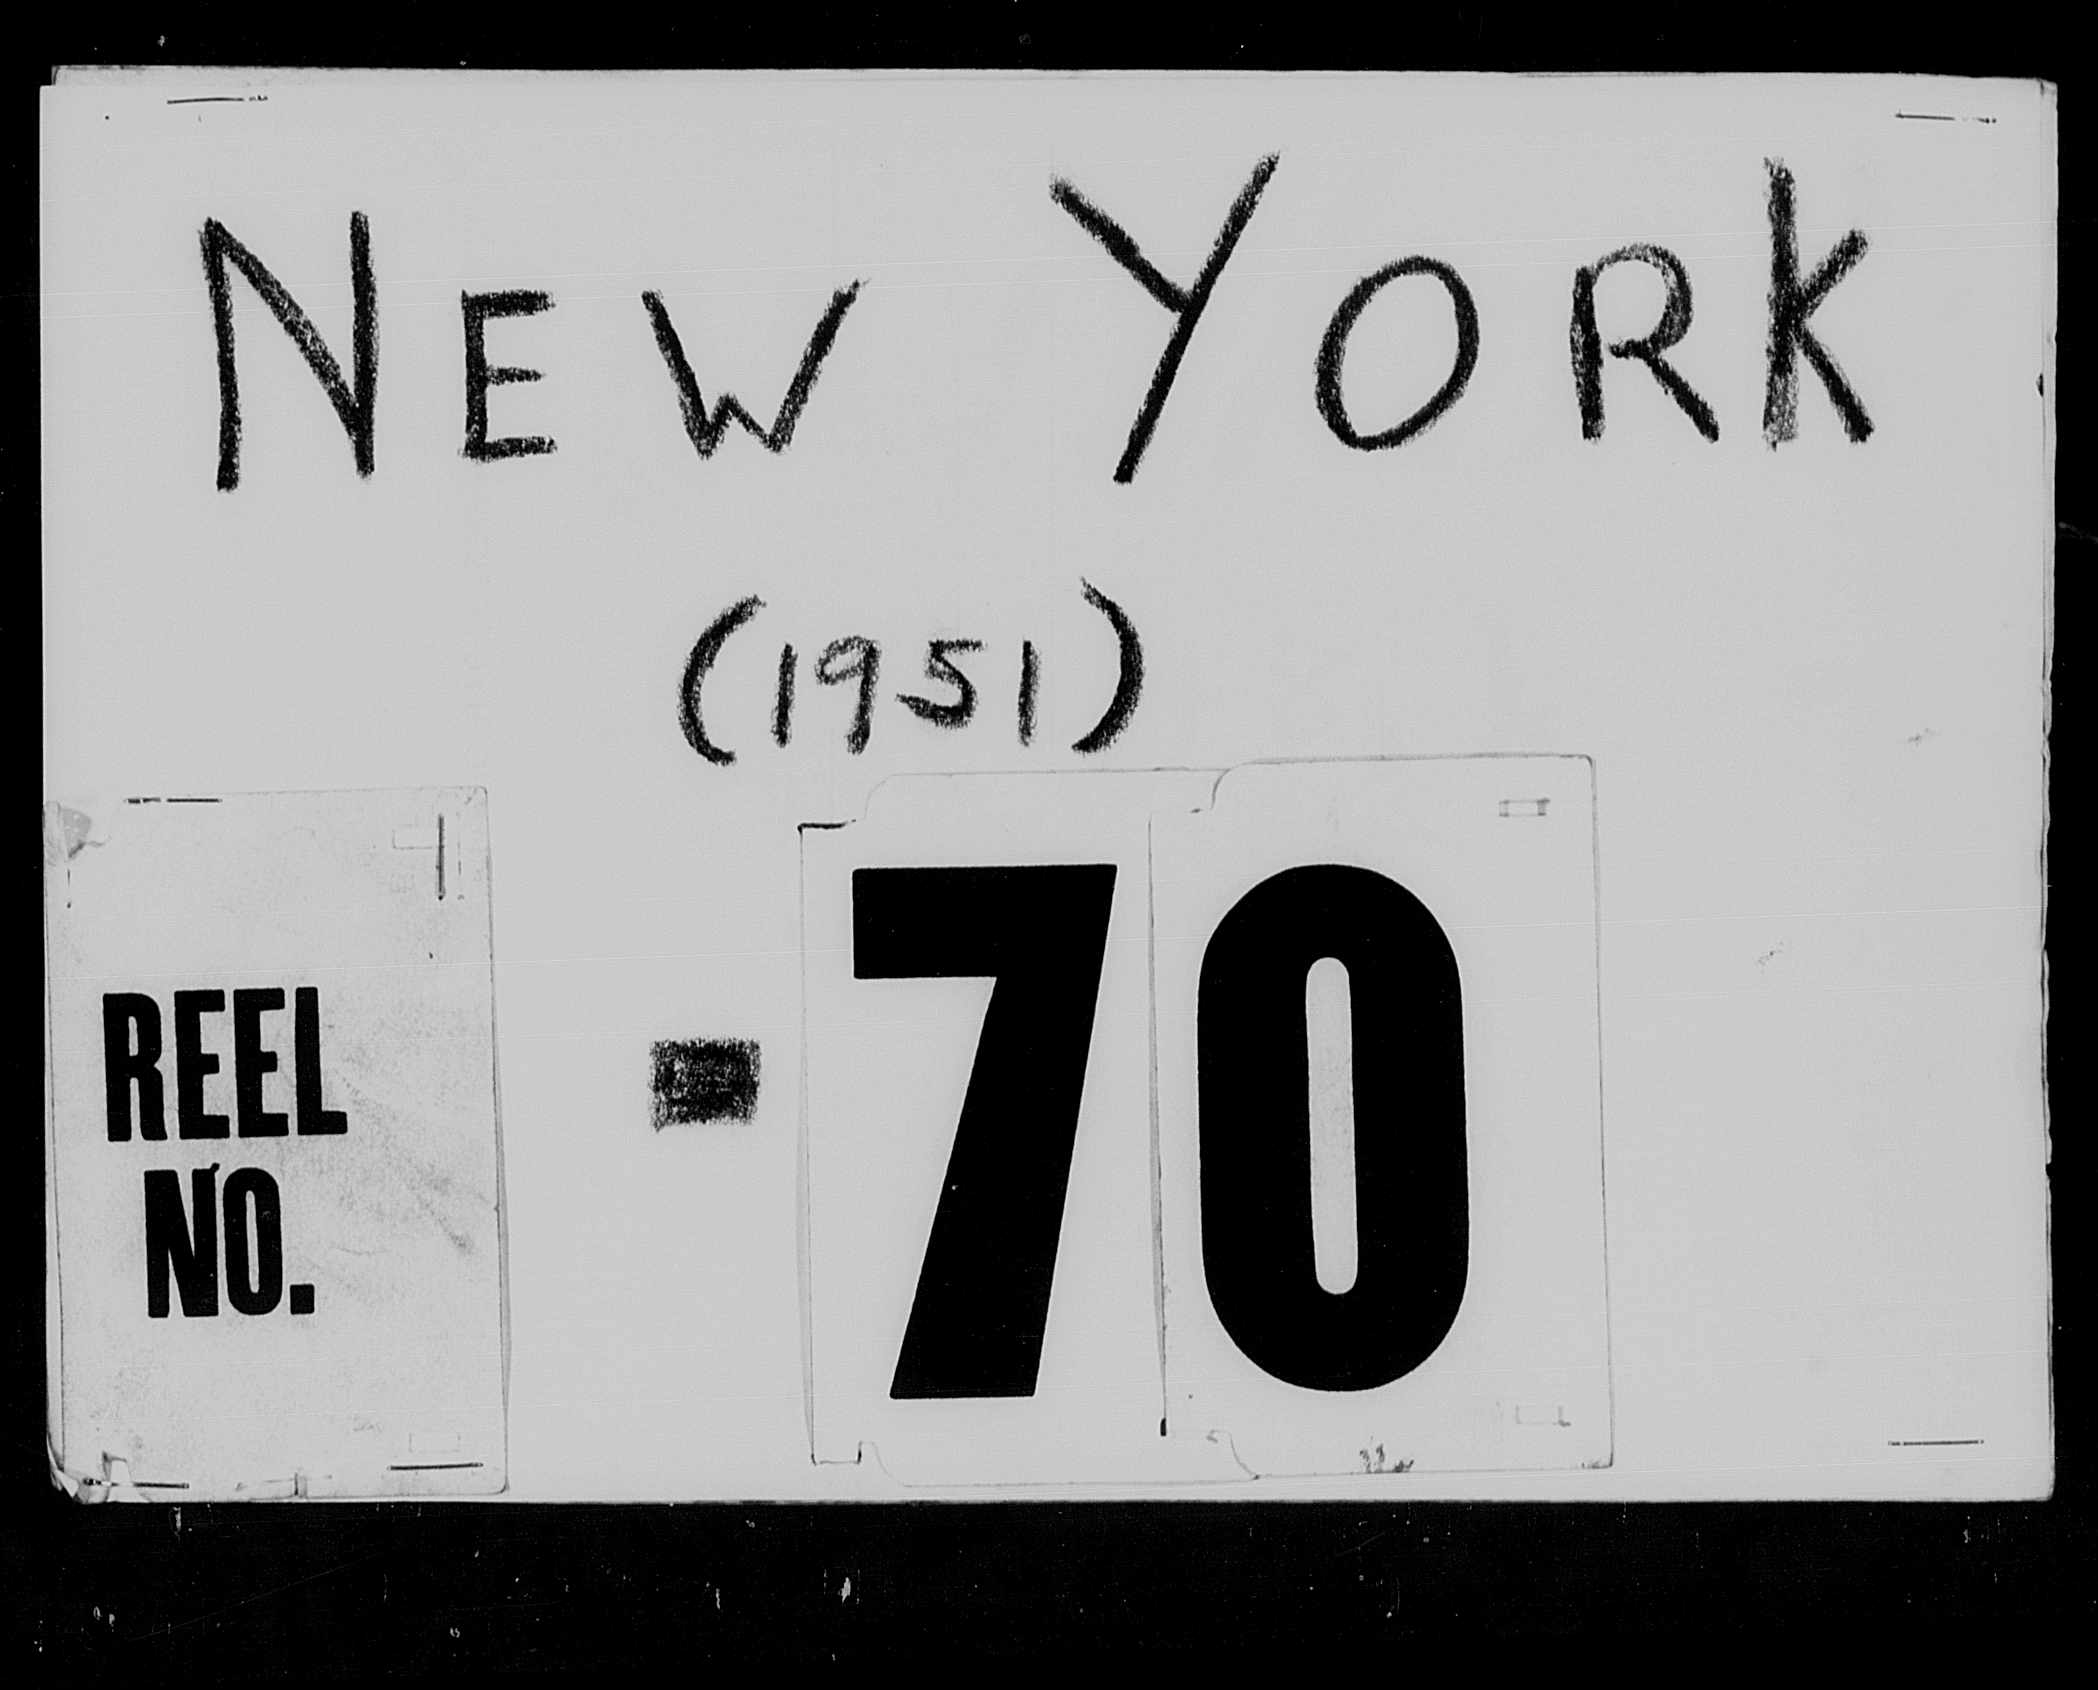 NEW YORK
(1951)
REEL
NO.
- 70